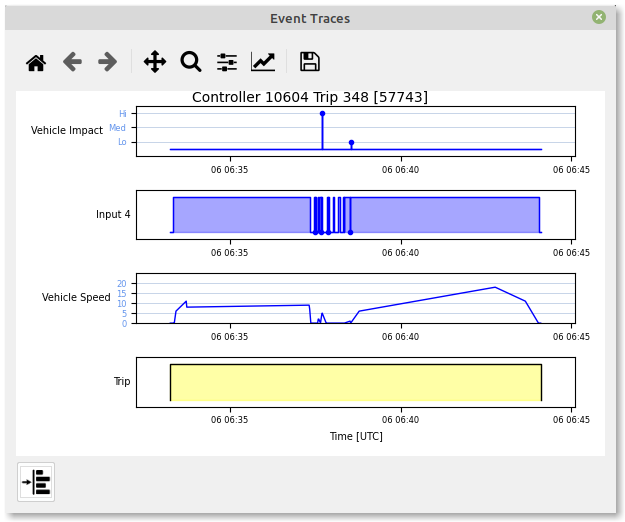 Event Traces
Controller 10604 Trip 348 [57743]
Vehicle Impact
Hi
Med
Lo
06 06:35 06 06:40 06 06:45
Input 4
06 06:35 06 06:40 06 06:45
Vehicle Speed
20
15
10
5
0
06 06:35 06 06:40 06 06:45
Trip
06 06:35 06 06:40 06 06:45
Time [UTC]